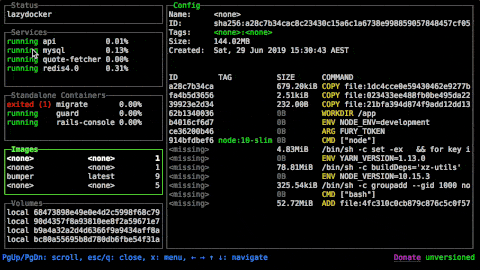 Status
lazydocker
Services
running api 0.01%
running mysql 0.13%
running quote-fetcher 0.00%
running redis4.0 0.31%
Standalone Containers
exited (1) migrate 0.00%
running guard 0.00%
running rails-console 0.00%
Images
<none> <none> 1
<none> <none> 1
bumper latest 9
<none> <none> 5
Volumes
local 68473898e49e0e4d2c5998f68c79
local 90d4357f8a93810ee8f2a59671e7
local b9a4a32a2d4d6366f9a9434aff8a
local bc80a55695b8d780db6fbe54f31a
Config
Name: <none>
ID: sha256:a28c7b34cac8c23430c15a6c1a6738e998859057848457cf05
Tags: <none>:<none>
Size: 144.02MB
Created: Sat, 29 Jun 2019 15:30:43 AEST
ID TAG SIZE COMMAND
a28c7b34ca 679.20kiB COPY file:1dc4cce0e59430462e9277b
fa4b5d3656 2.51kiB COPY file:023433ee488fb0be495da22
39923e2d34 232.00B COPY file:21bfa394d874f9add12dd13
62b1340036 0B WORKDIR /app
b4016cf6d7 0B ENV NODE_ENV=development
ce36200b46 0B ARG FURY_TOKEN
914bfdbef6 node:10-slim 0B CMD ["node"]
<missing> 4.83MiB /bin/sh -c set -ex && for key i
<missing> 0B ENV YARN_VERSION=1.13.0
<missing> 78.81MiB /bin/sh -c buildDeps='xz-utils'
<missing> 0B ENV NODE_VERSION=10.15.3
<missing> 325.54kiB /bin/sh -c groupadd --gid 1000 no
<missing> 0B CMD ["bash"]
<missing> 52.72MiB ADD file:4fc310c0cb879c876c5c0f57
PgUp/PgDn: scroll, esc/q: close, x: menu, ← → ↑ ↓: navigate
Donate unversioned